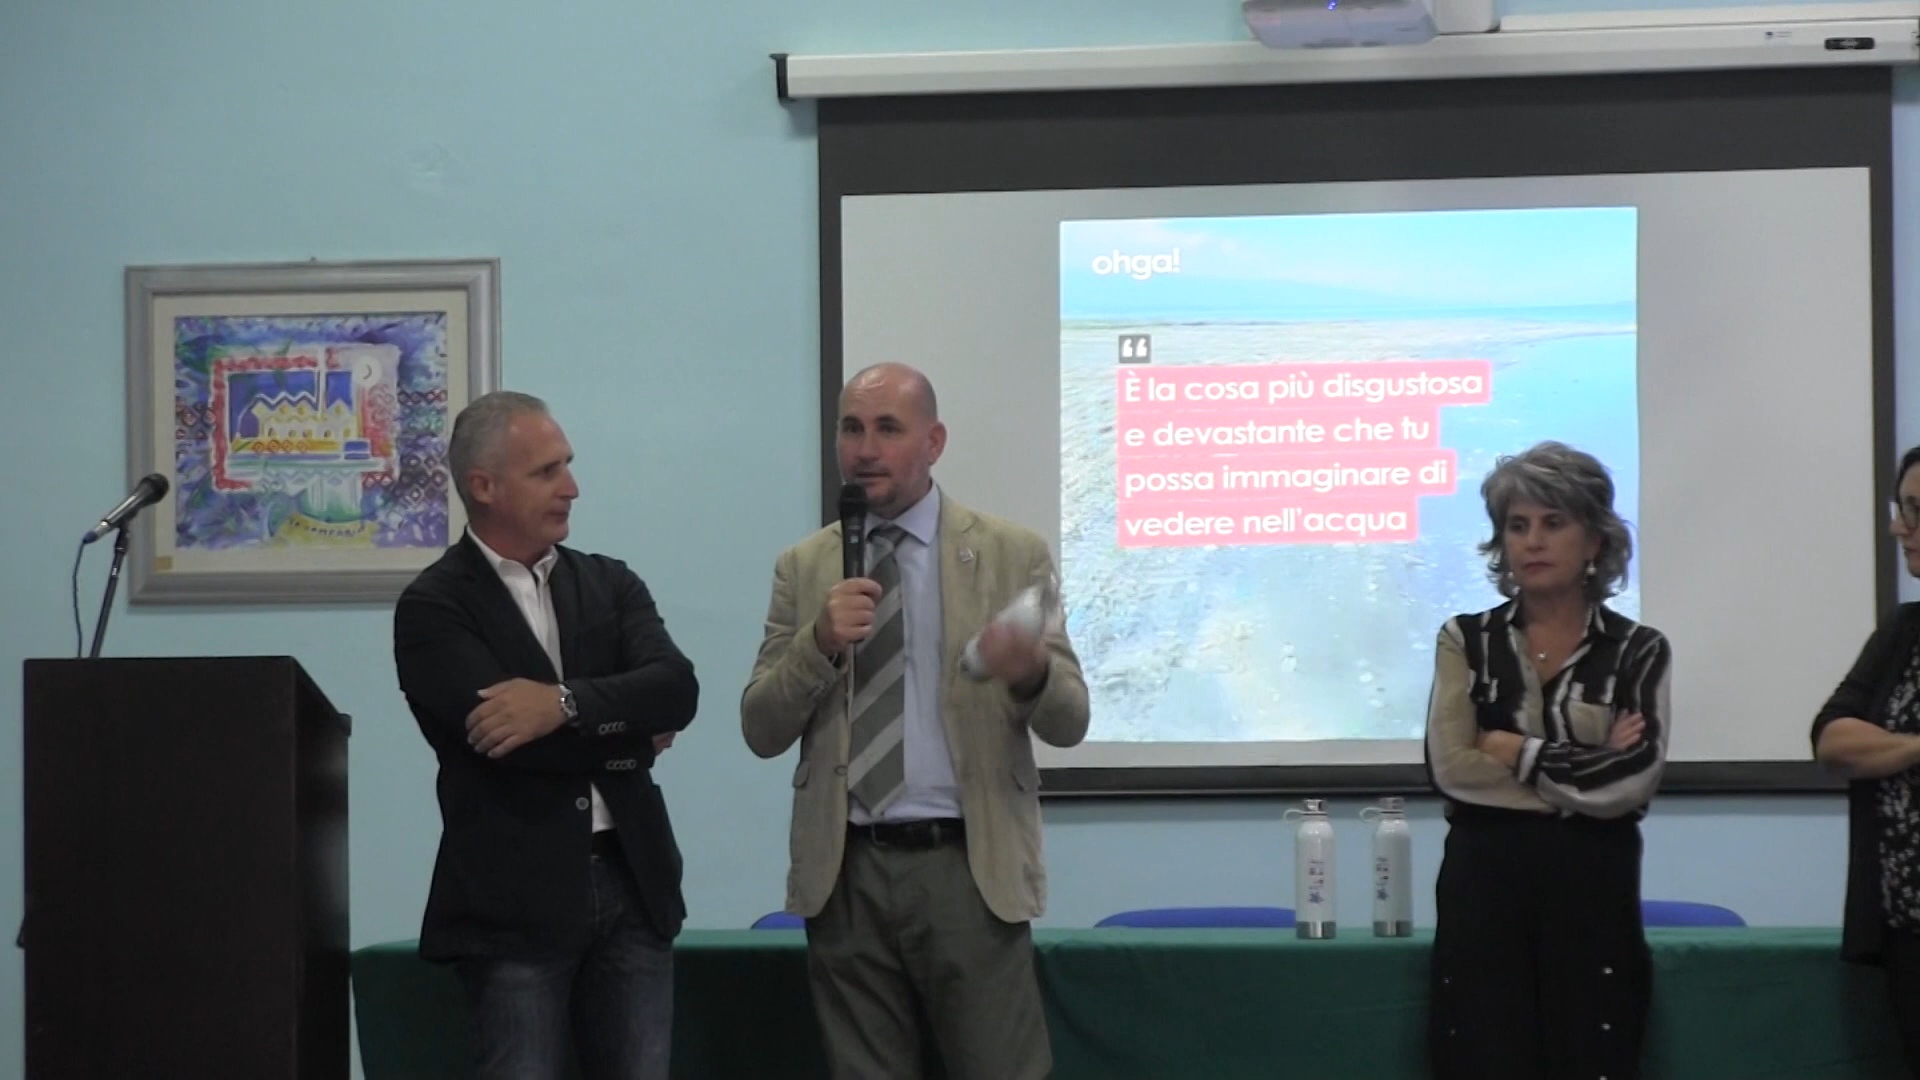 ohga!
“
È la cosa più disgustosa
e devastante che tu
possa immaginare di
vedere nell'acqua